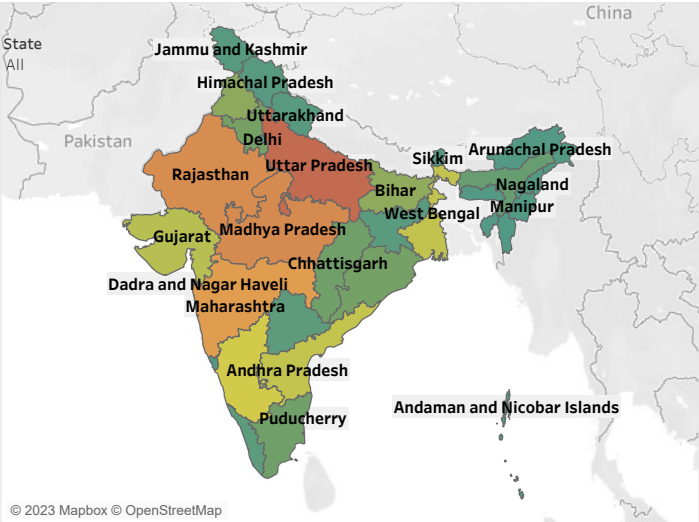 China
State
All
Jammu and Kashmir
Himachal Pradesh
Uttarakhand
Pakistan
Delhi
Arunachal Pradesh
Sikkim
Uttar Pradesh
Rajasthan
Nagaland
Bihar
Manipur
West Bengal
Madhya Pradesh
Gujarat
Chhattisgarh
Dadra and Nagar Haveli
Maharashtra
Andhra Pradesh
Andaman and Nicobar Islands
Puducherry
© 2023 Mapbox © OpenStreetMap